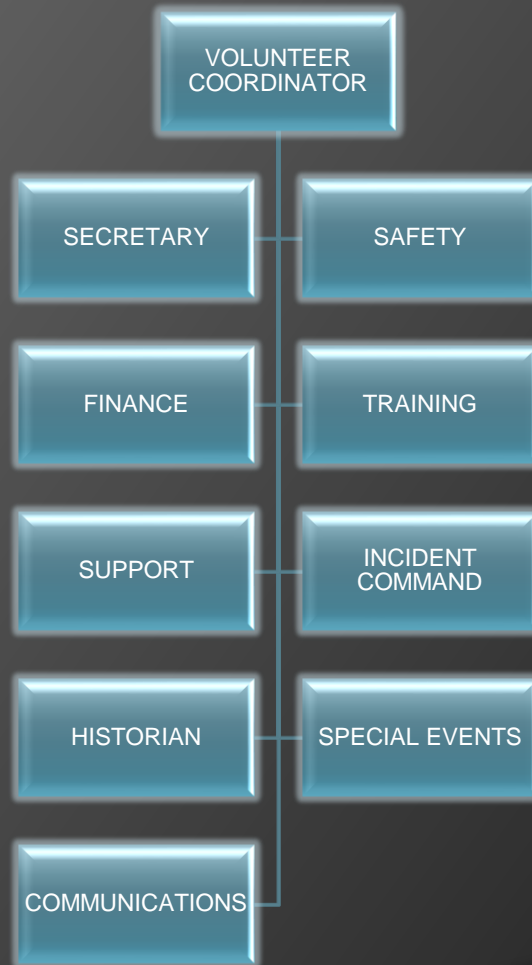 VOLUNTEER
COORDINATOR
SECRETARY
SAFETY
FINANCE
TRAINING
SUPPORT
INCIDENT
COMMAND
HISTORIAN
SPECIAL EVENTS
COMMUNICATIONS